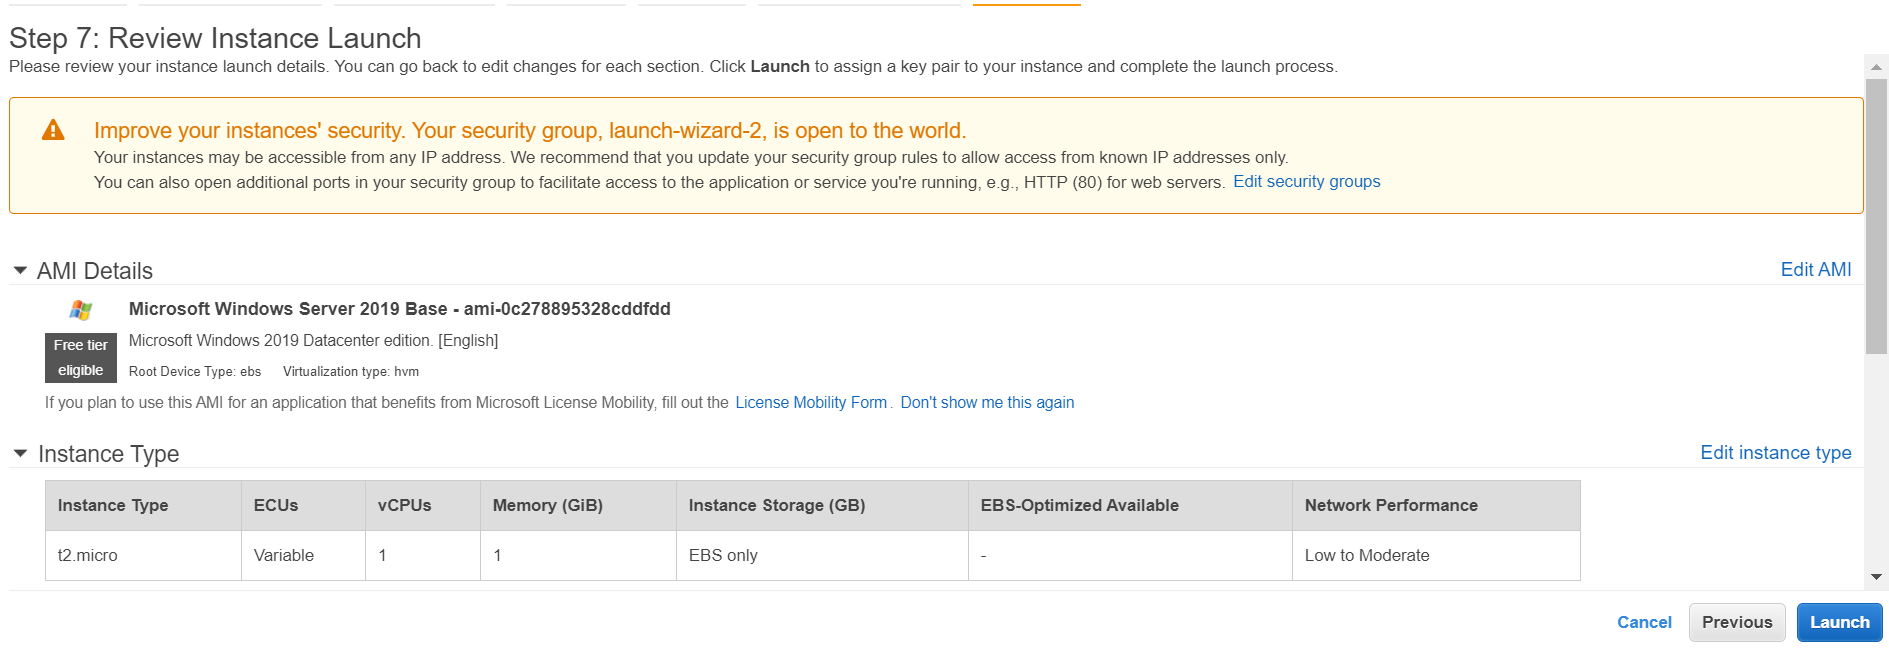 Step 7: Review Instance Launch
Please review your instance launch details. You can go back to edit changes for each section. Click Launch to assign a key pair to your instance and complete the launch process.
Improve your instances' security. Your security group, launch-wizard-2, is open to the world.
Your instances may be accessible from any IP address. We recommend that you update your security group rules to allow access from known IP addresses only.
You can also open additional ports in your security group to facilitate access to the application or service you're running, e.g., HTTP (80) for web servers. Edit security groups
AMI Details Edit AMI
Microsoft Windows Server 2019 Base - ami-0c278895328cddfdd
Free tier eligible
Microsoft Windows 2019 Datacenter edition. [English]
Root Device Type: ebs Virtualization type: hvm
If you plan to use this AMI for an application that benefits from Microsoft License Mobility, fill out the License Mobility Form. Don't show me this again
Instance Type Edit instance type
Instance Type ECUs vCPUs Memory (GiB) Instance Storage (GB) EBS-Optimized Available Network Performance
t2.micro Variable 1 1 EBS only - Low to Moderate
Cancel Previous Launch